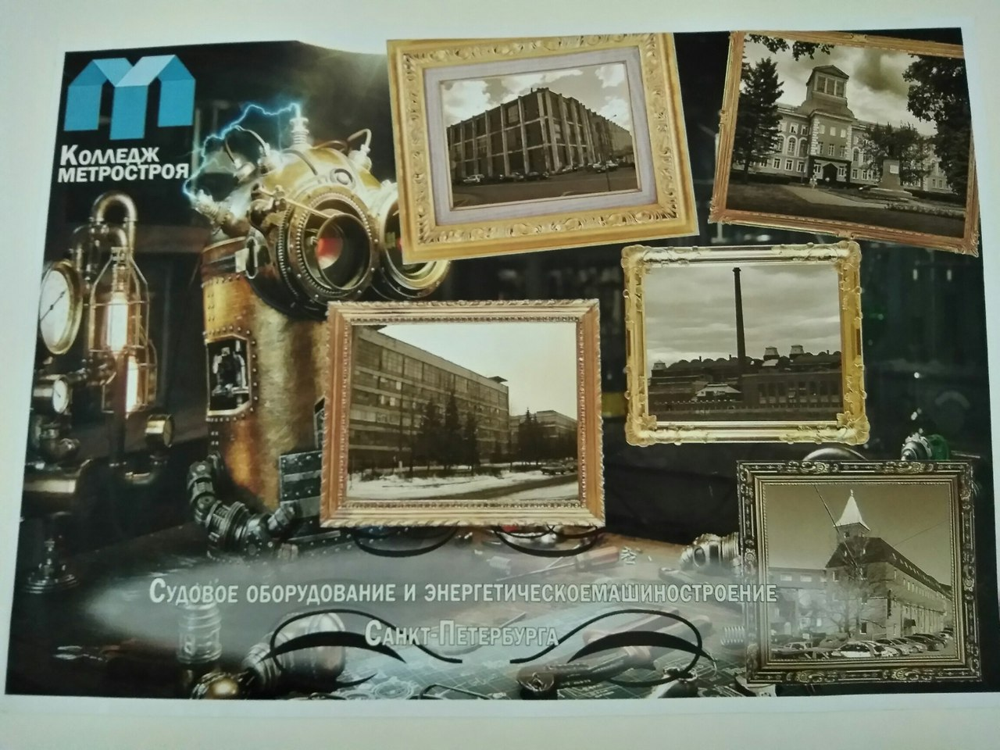 Колледж
метростроя
Судовое оборудование и энергетическоемашиностроение
Санкт-Петербурга